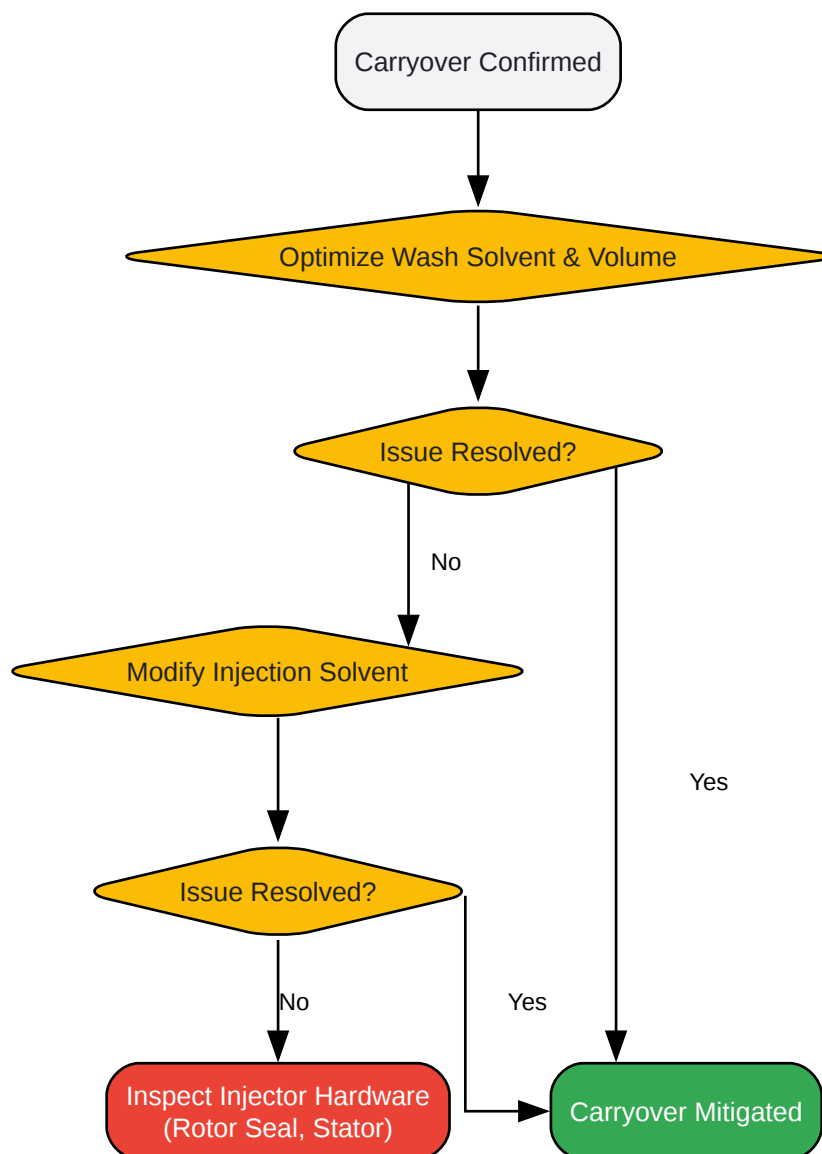 Carryover Confirmed
Optimize Wash Solvent & Volume
Issue Resolved?
No
Modify Injection Solvent
Yes
Issue Resolved?
No
Yes
Inspect Injector Hardware
(Rotor Seal, Stator)
Carryover Mitigated